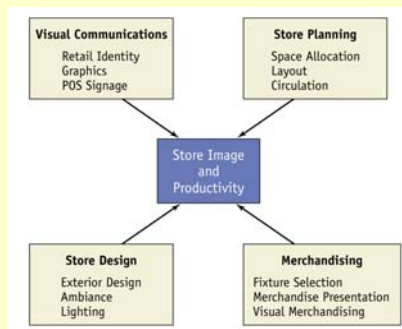 Visual Communications
Retail Identity
Graphics
POS Signage
Store Planning
Space Allocation
Layout
Circulation
Store Image
and
Productivity
Store Design
Exterior Design
Ambiance
Lighting
Merchandising
Fixture Selection
Merchandise Presentation
Visual Merchandising